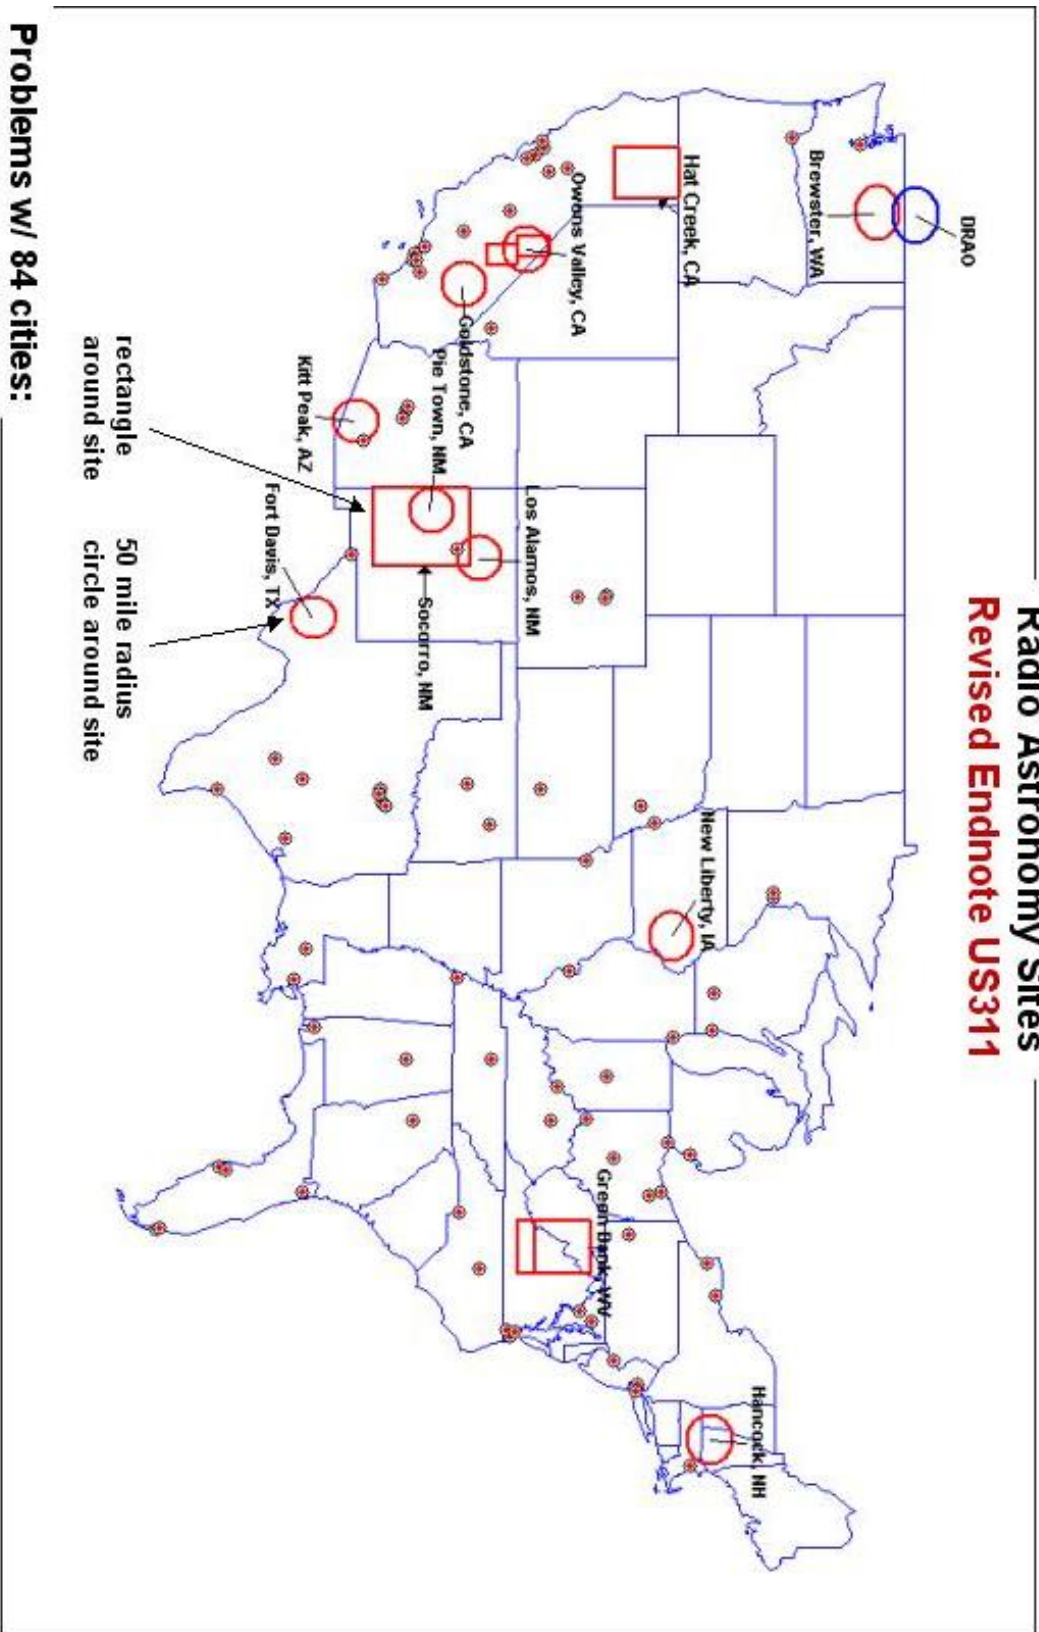 Radio Astronomy Sites
Revised Endnote US311
DRAO
Brewster, WA
Hat Creek, CA
Owens Valley, CA
Goldstone, CA
Pie Town, NM
Kitt Peak, AZ
Los Alamos, NM
Socorro, NM
Fort Davis, TX
New Liberty, IA
Green Bank, WV
Hancock, NH
rectangle
around site
50 mile radius
circle around site
Problems w/ 84 cities: